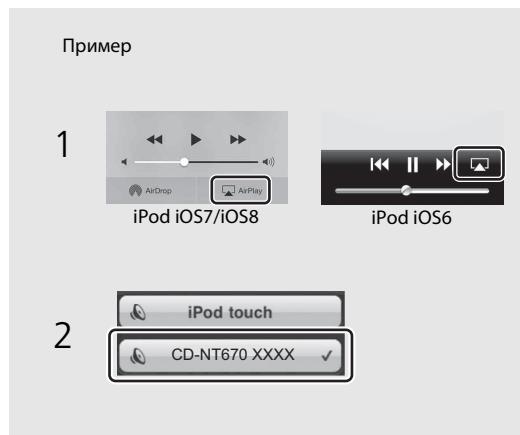 Пример
1
AirDrop
AirPlay
iPod iOS7/iOS8
iPod iOS6
2
iPod touch
CD-NT670 XXXX